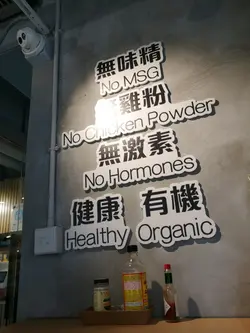 無味精
No MSG
無雞粉
No Chicken Powder
無激素
No Hormones
健康 有機
Healthy Organic